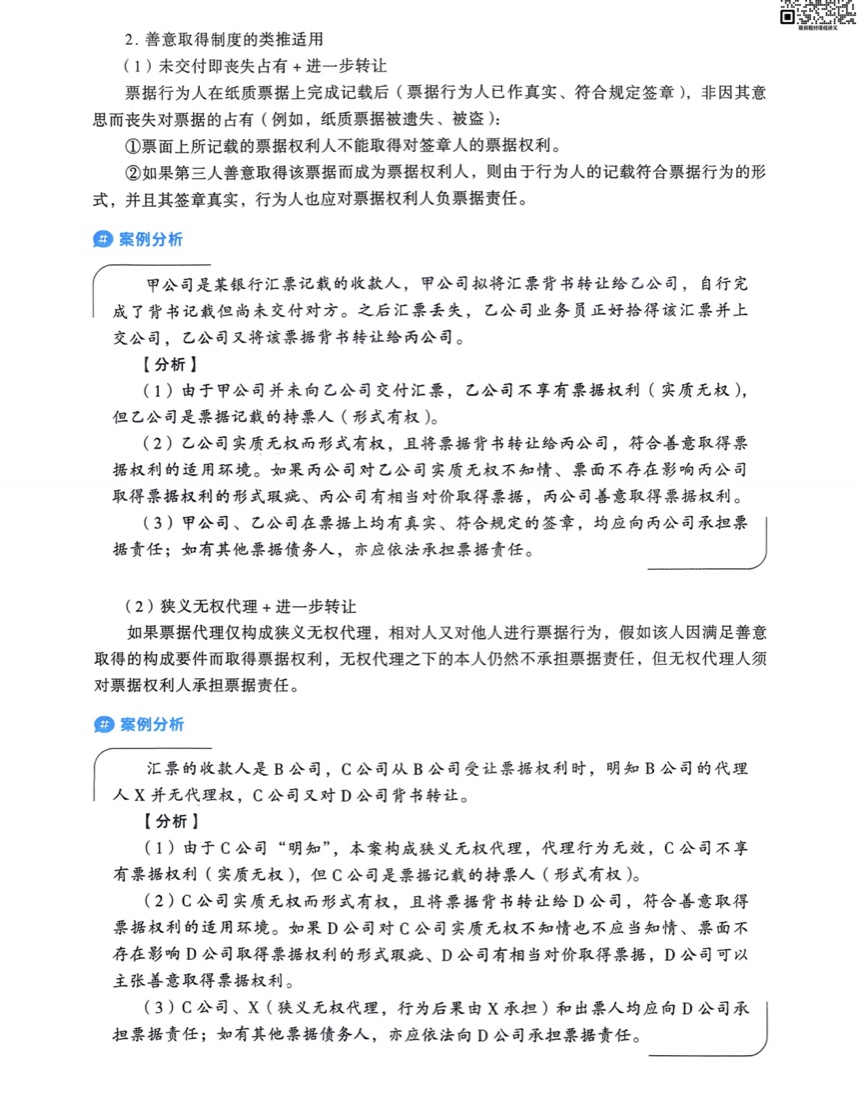 2. 善意取得制度的类推适用
（1）未交付即丧失占有 + 进一步转让
票据行为人在纸质票据上完成记载后（票据行为人已作真实、符合规定签章），非因其意
思而丧失对票据的占有（例如，纸质票据被遗失、被盗）：
①票面上所记载的票据权利人不能取得对签章人的票据权利。
②如果第三人善意取得该票据而成为票据权利人，则由于行为人的记载符合票据行为的形
式，并且其签章真实，行为人也应对票据权利人负票据责任。
# 案例分析
甲公司是某银行汇票记载的收款人，甲公司拟将汇票背书转让给乙公司，自行完
成了背书记载但尚未交付对方。之后汇票丢失，乙公司业务员正好拾得该汇票并上
交公司，乙公司又将该票据背书转让给丙公司。
【分析】
（1）由于甲公司并未向乙公司交付汇票，乙公司不享有票据权利（实质无权），
但乙公司是票据记载的持票人（形式有权）。
（2）乙公司实质无权而形式有权，且将票据背书转让给丙公司，符合善意取得票
据权利的适用环境。如果丙公司对乙公司实质无权不知情、票面不存在影响丙公司
取得票据权利的形式瑕疵、丙公司有相当对价取得票据，丙公司善意取得票据权利。
（3）甲公司、乙公司在票据上均有真实、符合规定的签章，均应向丙公司承担票
据责任；如有其他票据债务人，亦应依法承担票据责任。
（2）狭义无权代理 + 进一步转让
如果票据代理仅构成狭义无权代理，相对人又对他人进行票据行为，假如该人因满足善意
取得的构成要件而取得票据权利，无权代理之下的本人仍然不承担票据责任，但无权代理人须
对票据权利人承担票据责任。
# 案例分析
汇票的收款人是 B 公司，C 公司从 B 公司受让票据权利时，明知 B 公司的代理
人 X 并无代理权，C 公司又对 D 公司背书转让。
【分析】
（1）由于 C 公司“明知”，本案构成狭义无权代理，代理行为无效，C 公司不享
有票据权利（实质无权），但 C 公司是票据记载的持票人（形式有权）。
（2）C 公司实质无权而形式有权，且将票据背书转让给 D 公司，符合善意取得
票据权利的适用环境。如果 D 公司对 C 公司实质无权不知情也不应当知情、票面不
存在影响 D 公司取得票据权利的形式瑕疵、D 公司有相当对价取得票据，D 公司可以
主张善意取得票据权利。
（3）C 公司、X（狭义无权代理，行为后果由 X 承担）和出票人均应向 D 公司承
担票据责任；如有其他票据债务人，亦应依法向 D 公司承担票据责任。